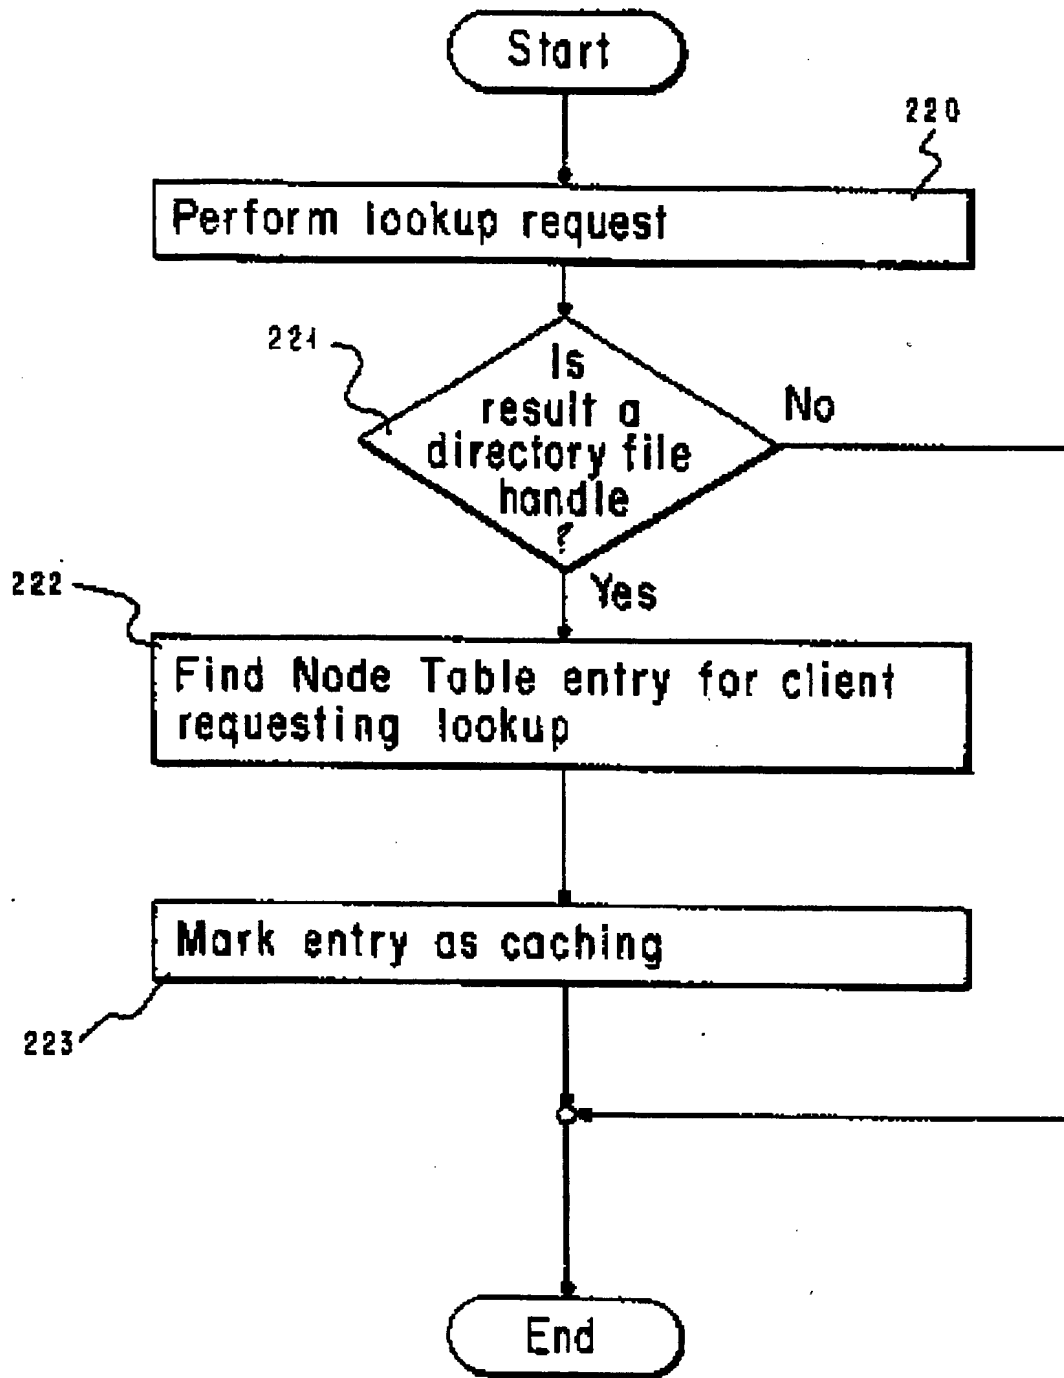 Start
220
Perform lookup request
221
Is
result a
directory file
handle
?
No
Yes
222
Find Node Table entry for client
requesting lookup
Mark entry as caching
223
End